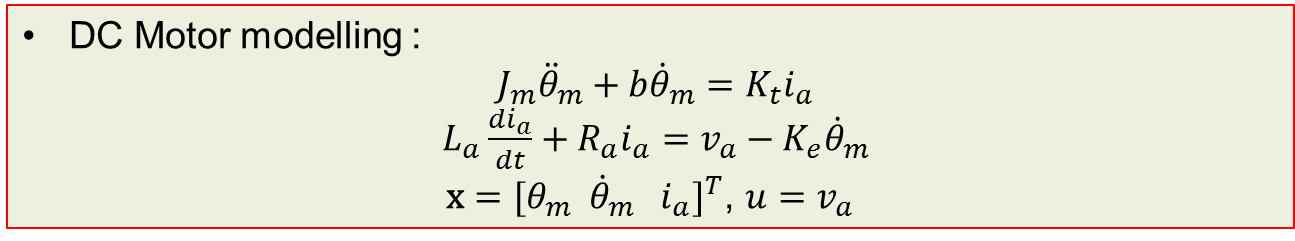 • DC Motor modelling :
J_m θ̈_m + b θ̇_m = K_t i_a
L_a di_a/dt + R_a i_a = v_a − K_e θ̇_m
𝐱 = [θ_m θ̇_m i_a]^T, u = v_a